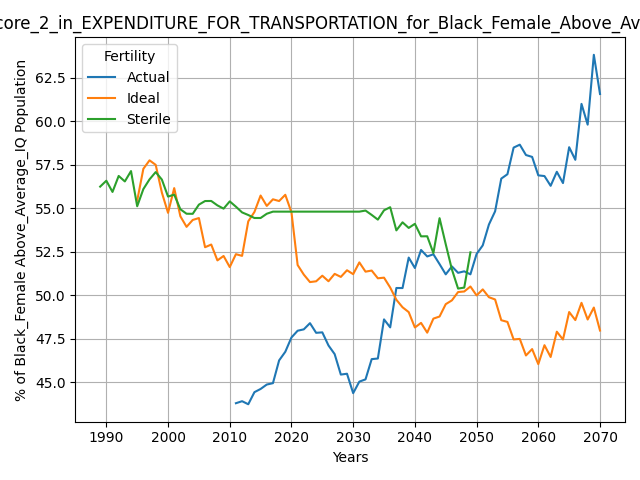 core_2_in_EXPENDITURE_FOR_TRANSPORTATION_for_Black_Female_Above_Av
Fertility
Actual
Ideal
Sterile
% of Black_Female Above_Average_IQ Population
62.5
60.0
57.5
55.0
52.5
50.0
47.5
45.0
1990 2000 2010 2020 2030 2040 2050 2060 2070
Years